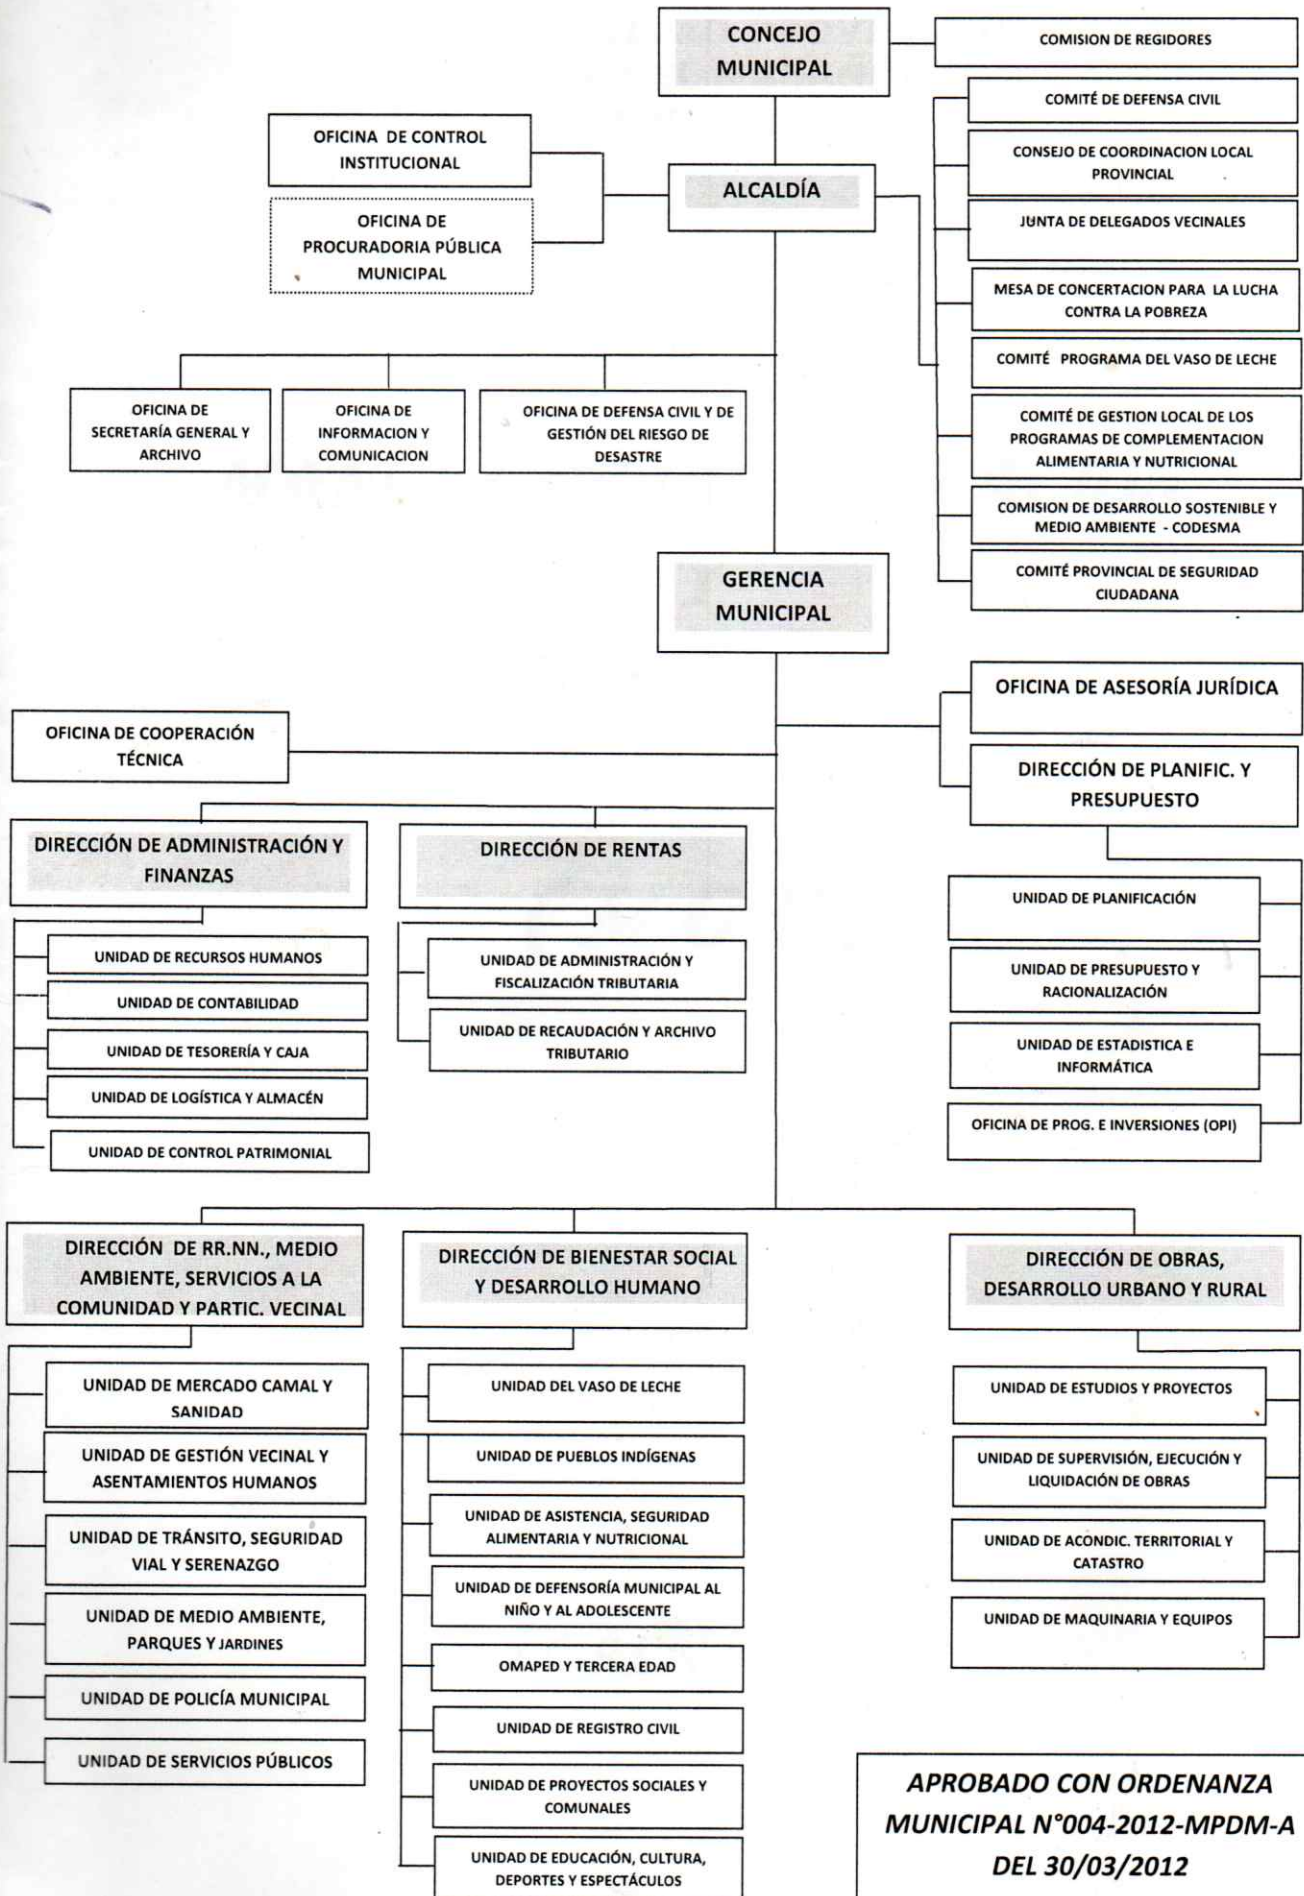 CONCEJO
MUNICIPAL
COMISION DE REGIDORES
COMITÉ DE DEFENSA CIVIL
CONSEJO DE COORDINACION LOCAL
PROVINCIAL
JUNTA DE DELEGADOS VECINALES
MESA DE CONCERTACION PARA LA LUCHA
CONTRA LA POBREZA
COMITÉ PROGRAMA DEL VASO DE LECHE
COMITÉ DE GESTION LOCAL DE LOS
PROGRAMAS DE COMPLEMENTACION
ALIMENTARIA Y NUTRICIONAL
COMISION DE DESARROLLO SOSTENIBLE Y
MEDIO AMBIENTE - CODESMA
COMITÉ PROVINCIAL DE SEGURIDAD
CIUDADANA
OFICINA DE CONTROL
INSTITUCIONAL
OFICINA DE
PROCURADORIA PÚBLICA
MUNICIPAL
ALCALDÍA
OFICINA DE
SECRETARÍA GENERAL Y
ARCHIVO
OFICINA DE
INFORMACION Y
COMUNICACION
OFICINA DE DEFENSA CIVIL Y DE
GESTIÓN DEL RIESGO DE
DESASTRE
GERENCIA
MUNICIPAL
OFICINA DE ASESORÍA JURÍDICA
OFICINA DE COOPERACIÓN
TÉCNICA
DIRECCIÓN DE PLANIFIC. Y
PRESUPUESTO
UNIDAD DE PLANIFICACIÓN
UNIDAD DE PRESUPUESTO Y
RACIONALIZACIÓN
UNIDAD DE ESTADISTICA E
INFORMÁTICA
OFICINA DE PROG. E INVERSIONES (OPI)
DIRECCIÓN DE ADMINISTRACIÓN Y
FINANZAS
UNIDAD DE RECURSOS HUMANOS
UNIDAD DE CONTABILIDAD
UNIDAD DE TESORERÍA Y CAJA
UNIDAD DE LOGÍSTICA Y ALMACÉN
UNIDAD DE CONTROL PATRIMONIAL
DIRECCIÓN DE RENTAS
UNIDAD DE ADMINISTRACIÓN Y
FISCALIZACIÓN TRIBUTARIA
UNIDAD DE RECAUDACIÓN Y ARCHIVO
TRIBUTARIO
DIRECCIÓN DE RR.NN., MEDIO
AMBIENTE, SERVICIOS A LA
COMUNIDAD Y PARTIC. VECINAL
UNIDAD DE MERCADO CAMAL Y
SANIDAD
UNIDAD DE GESTIÓN VECINAL Y
ASENTAMIENTOS HUMANOS
UNIDAD DE TRÁNSITO, SEGURIDAD
VIAL Y SERENAZGO
UNIDAD DE MEDIO AMBIENTE,
PARQUES Y JARDINES
UNIDAD DE POLICÍA MUNICIPAL
UNIDAD DE SERVICIOS PÚBLICOS
DIRECCIÓN DE BIENESTAR SOCIAL
Y DESARROLLO HUMANO
UNIDAD DEL VASO DE LECHE
UNIDAD DE PUEBLOS INDÍGENAS
UNIDAD DE ASISTENCIA, SEGURIDAD
ALIMENTARIA Y NUTRICIONAL
UNIDAD DE DEFENSORÍA MUNICIPAL AL
NIÑO Y AL ADOLESCENTE
OMAPED Y TERCERA EDAD
UNIDAD DE REGISTRO CIVIL
UNIDAD DE PROYECTOS SOCIALES Y
COMUNALES
UNIDAD DE EDUCACIÓN, CULTURA,
DEPORTES Y ESPECTÁCULOS
DIRECCIÓN DE OBRAS,
DESARROLLO URBANO Y RURAL
UNIDAD DE ESTUDIOS Y PROYECTOS
UNIDAD DE SUPERVISIÓN, EJECUCIÓN Y
LIQUIDACIÓN DE OBRAS
UNIDAD DE ACONDIC. TERRITORIAL Y
CATASTRO
UNIDAD DE MAQUINARIA Y EQUIPOS
APROBADO CON ORDENANZA
MUNICIPAL N°004-2012-MPDM-A
DEL 30/03/2012